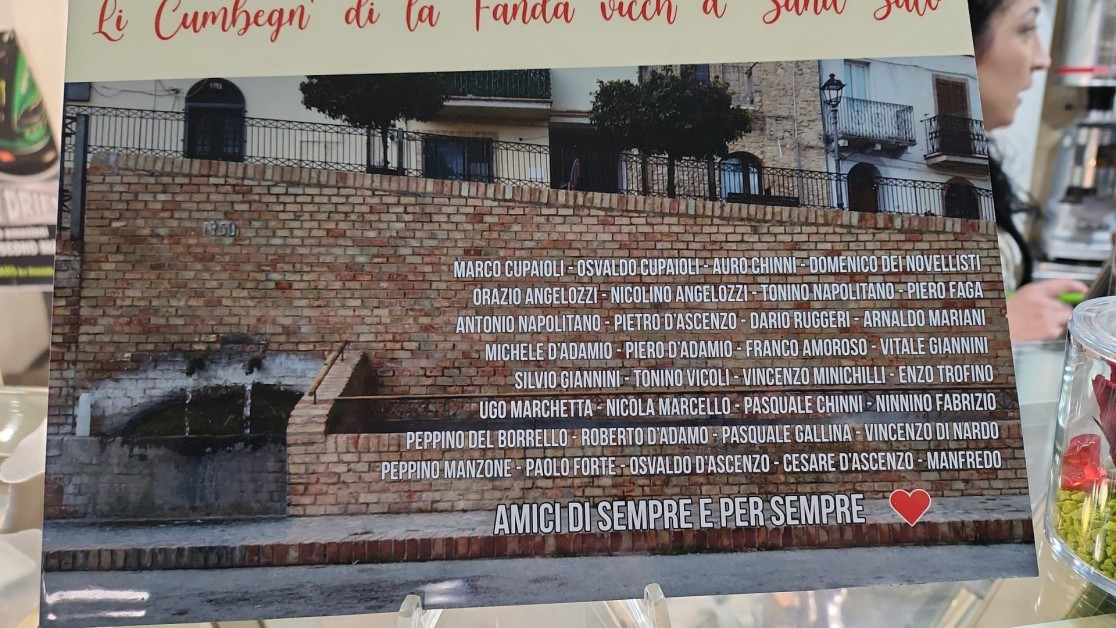 Li Cumbegn' di la Fanda vicch' a Sand' Salv'
1950
MARCO CUPAIOLI - OSVALDO CUPAIOLI - AURO CHINNI - DOMENICO DEI NOVELLISTI
ORAZIO ANGELOZZI - NICOLINO ANGELOZZI - TONINO NAPOLITANO - PIERO FAGA
ANTONIO NAPOLITANO - PIETRO D'ASCENZO - DARIO RUGGERI - ARNALDO MARIANI
MICHELE D'ADAMIO - PIERO D'ADAMIO - FRANCO AMOROSO - VITALE GIANNINI
SILVIO GIANNINI - TONINO VICOLI - VINCENZO MINICHILLI - ENZO TROFINO
UGO MARCHETTA - NICOLA MARCELLO - PASQUALE CHINNI - NINNINO FABRIZIO
PEPPINO DEL BORRELLO - ROBERTO D'ADAMO - PASQUALE GALLINA - VINCENZO DI NARDO
PEPPINO MANZONE - PAOLO FORTE - OSVALDO D'ASCENZO - CESARE D'ASCENZO - MANFREDO
AMICI DI SEMPRE E PER SEMPRE